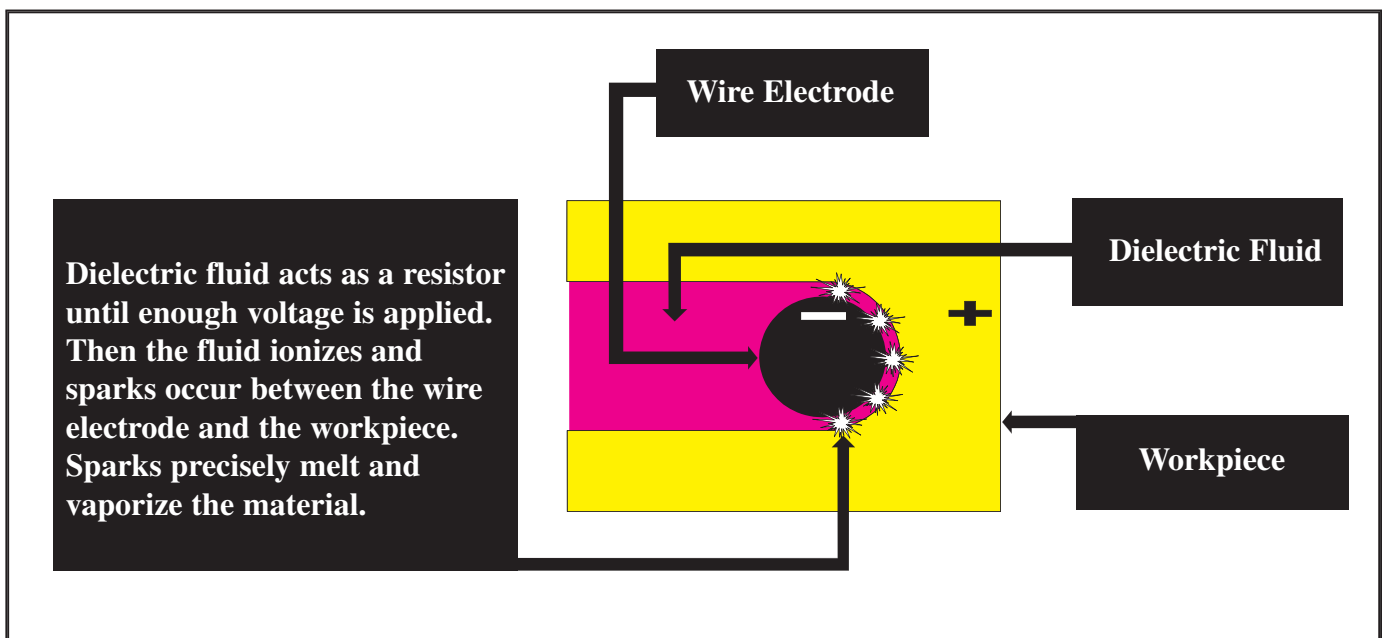 Wire Electrode
Dielectric fluid acts as a resistor
until enough voltage is applied.
Then the fluid ionizes and
sparks occur between the wire
electrode and the workpiece.
Sparks precisely melt and
vaporize the material.
Dielectric Fluid
−
+
Workpiece